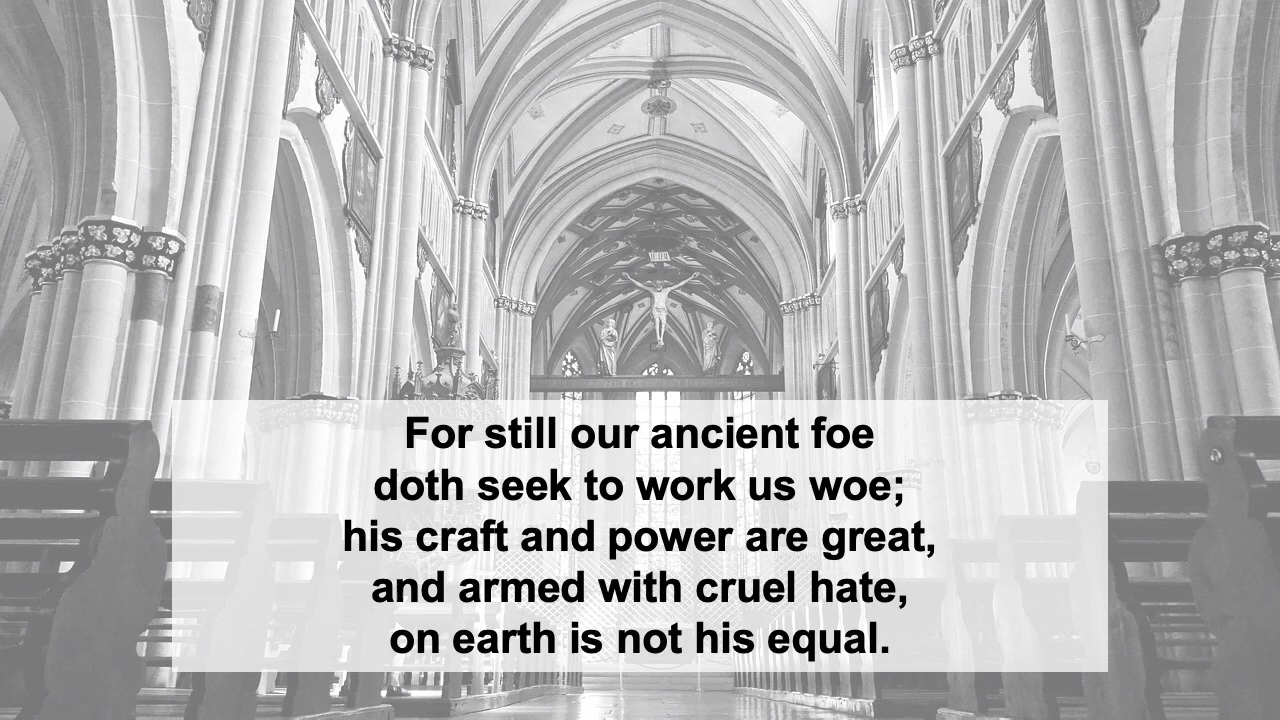 For still our ancient foe
doth seek to work us woe;
his craft and power are great,
and armed with cruel hate,
on earth is not his equal.